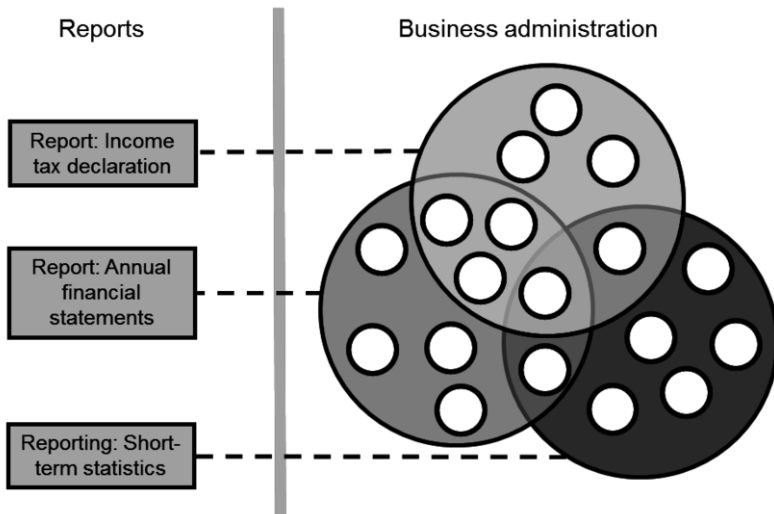 Reports
Business administration
Report: Income
tax declaration
Report: Annual
financial
statements
Reporting: Short-
term statistics